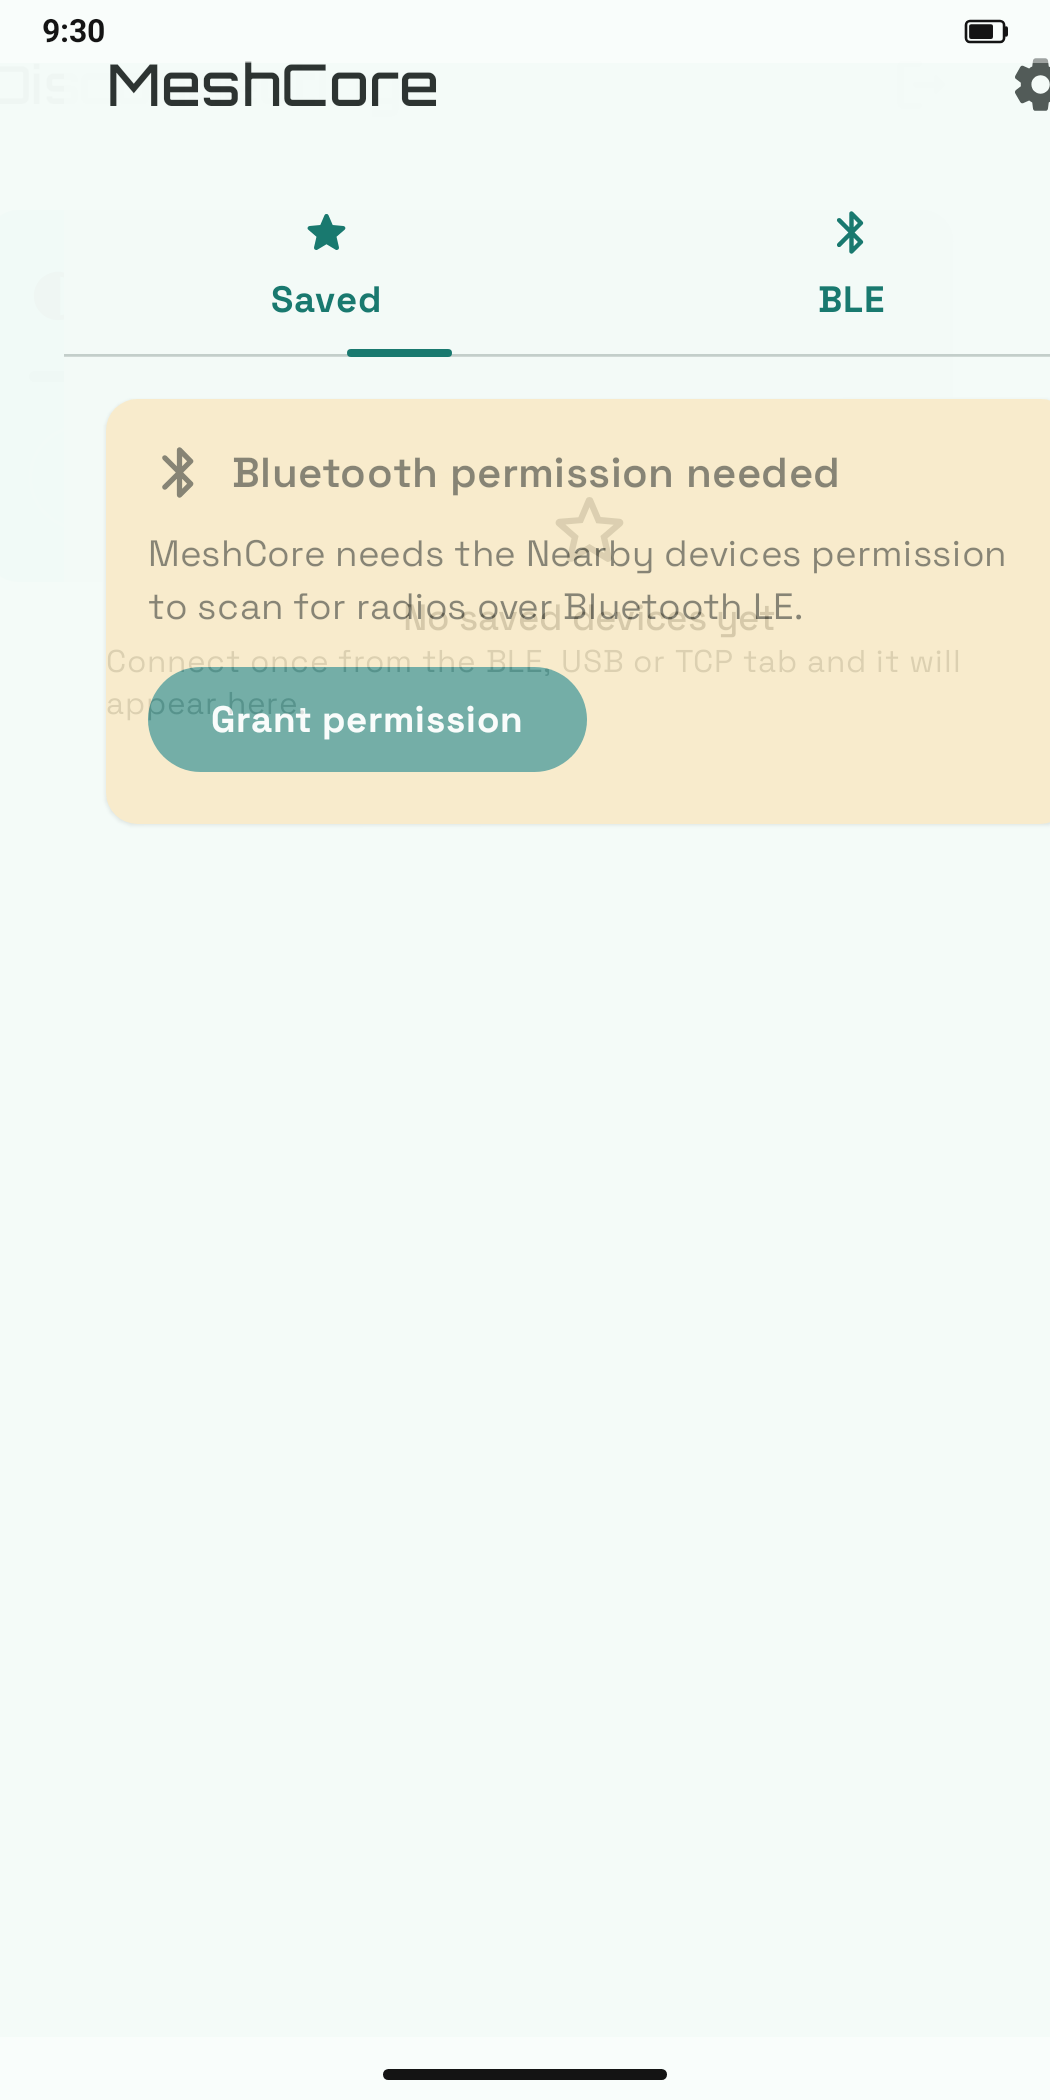 9:30
MeshCore
Saved
BLE
Bluetooth permission needed
MeshCore needs the Nearby devices permission
to scan for radios over Bluetooth LE.
No saved devices yet
Connect once from the BLE, USB or TCP tab and it will
appear here.
Grant permission